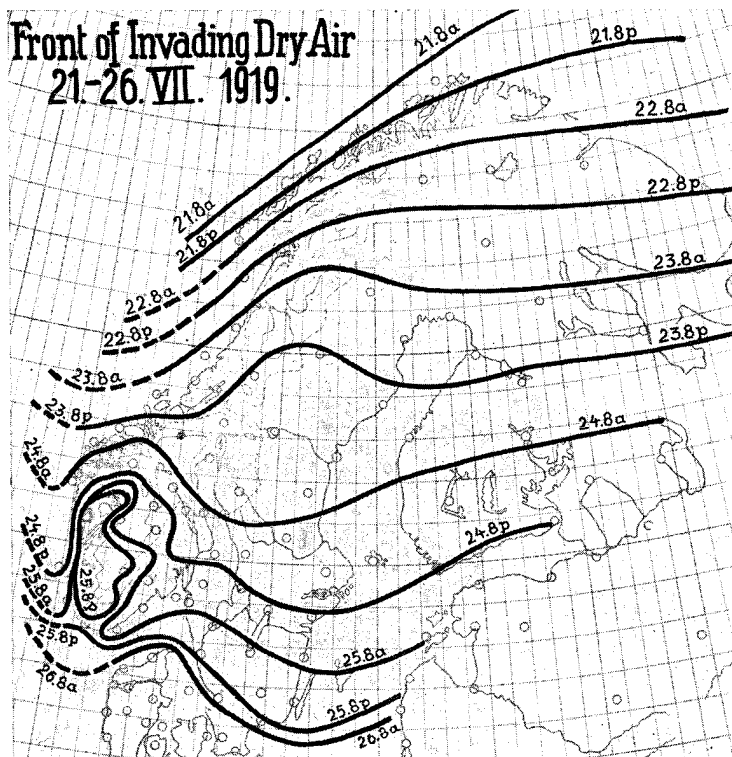 Front of Invading Dry Air
21.-26. VII. 1919.
21.8a
21.8p
22.8a
22.8p
23.8a
23.8p
24.8a
24.8p
25.8a
25.8p
26.8a
21.8a
21.8p
22.8a
22.8p
23.8a
23.8p
24.8a
24.8p
25.8a
25.8p
25.8p
26.8a